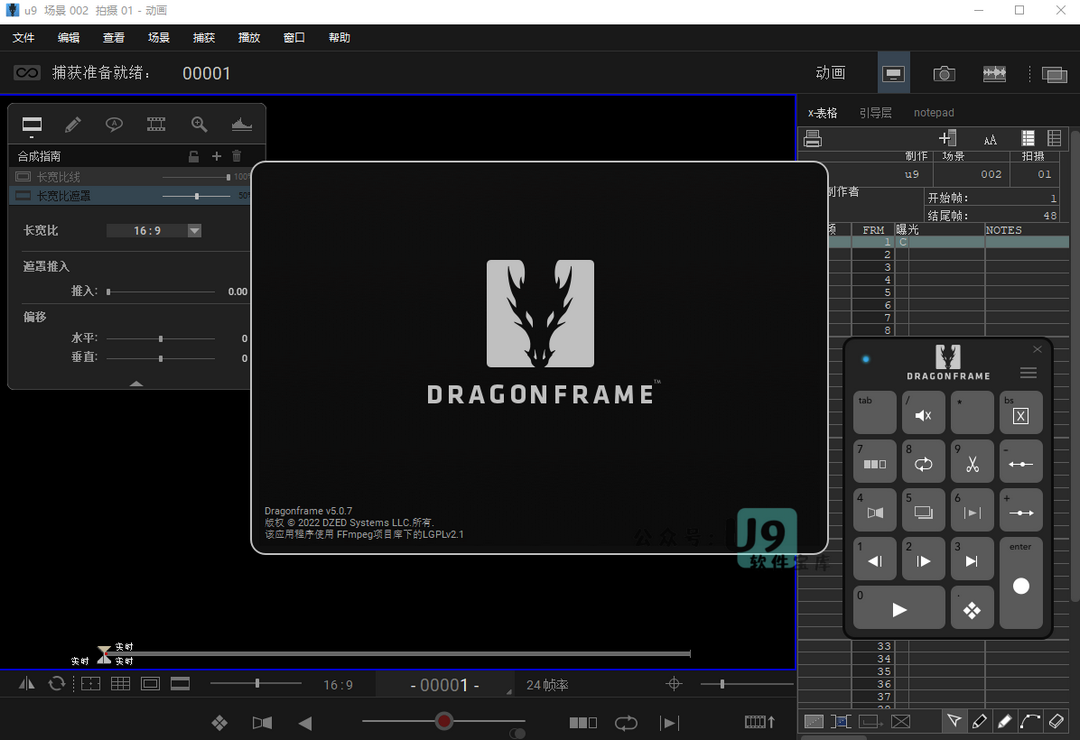 u9 场景 002 拍摄 01 - 动画
文件 编辑 查看 场景 捕获 播放 窗口 帮助
捕获准备就绪: 00001
动画
x-表格 引导层 notepad
合成指南
长宽比线 100%
长宽比遮罩 50%
长宽比 16:9
遮罩推入
推入: 0.00
偏移
水平: 0
垂直: 0
AA
制作 场景 拍摄
u9 002 01
制作者
开始帧: 1
结尾帧: 48
频 FRM 曝光 NOTES
1 C
2
3
4
5
6
7
8
DRAGONFRAME™
Dragonframe v5.0.7
版权 © 2022 DZED Systems LLC.所有.
该应用程序使用 FFmpeg项目库下的LGPLv2.1
公众号:
J9
软件宝库
DRAGONFRAME
tab / * bs
7 8 9 -
4 5 6 +
1 2 3 enter
0 .
33
34
35
36
37
38
实时
实时 实时
16:9 - 00001 - 24 帧率